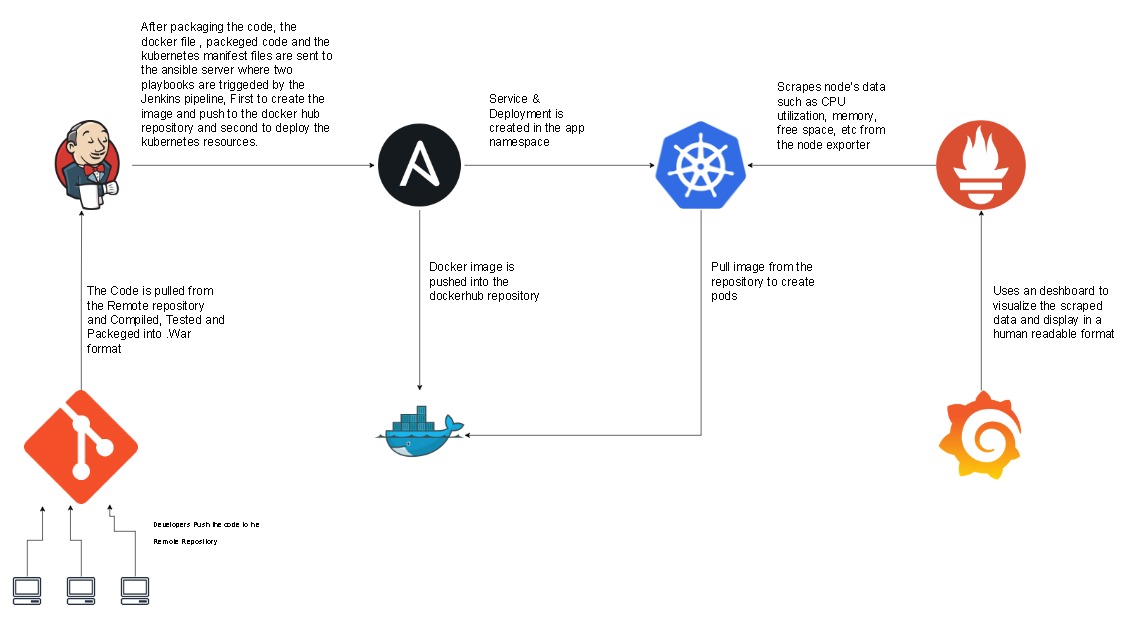 After packaging the code, the
docker file , packeged code and the
kubernetes manifest files are sent to
the ansible server where two
playbooks are triggeded by the
Jenkins pipeline, First to create the
image and push to the docker hub
repository and second to deploy the
kubernetes resources.
Service &
Deployment is
created in the app
namespace
Scrapes node's data
such as CPU
utilization, memory,
free space, etc from
the node exporter
The Code is pulled from
the Remote repository
and Compiled, Tested and
Packeged into .War
format
Docker image is
pushed into the
dockerhub repository
Pull image from the
repository to create
pods
Uses an deshboard to
visualize the scraped
data and display in a
human readable format
Developers Push the code to he
Remote Repository